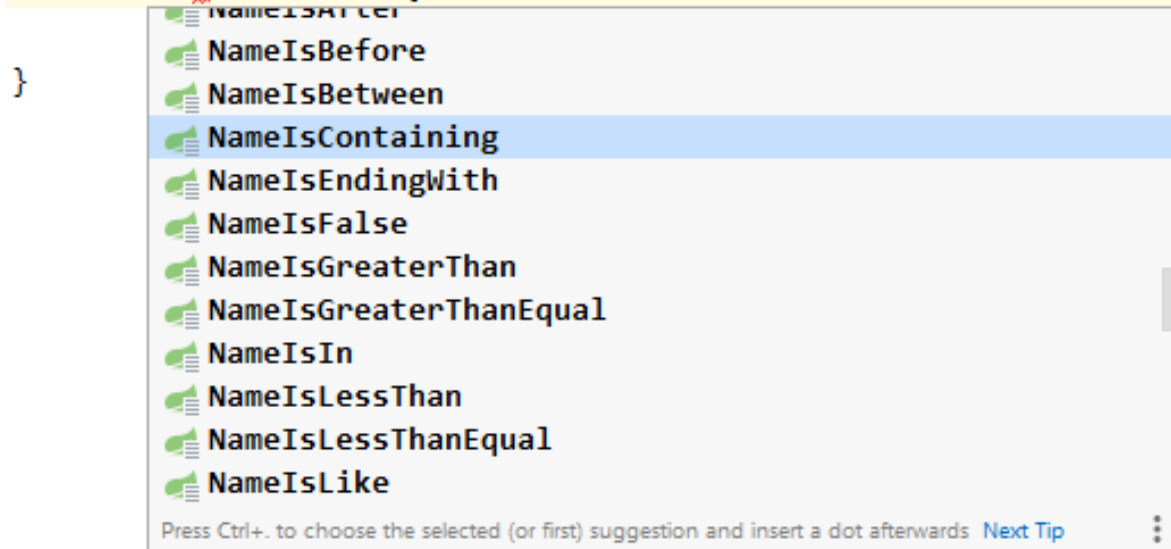 NameIsAfter
NameIsBefore
}
NameIsBetween
NameIsContaining
NameIsEndingWith
NameIsFalse
NameIsGreaterThan
NameIsGreaterThanEqual
NameIsIn
NameIsLessThan
NameIsLessThanEqual
NameIsLike
Press Ctrl+. to choose the selected (or first) suggestion and insert a dot afterwards Next Tip